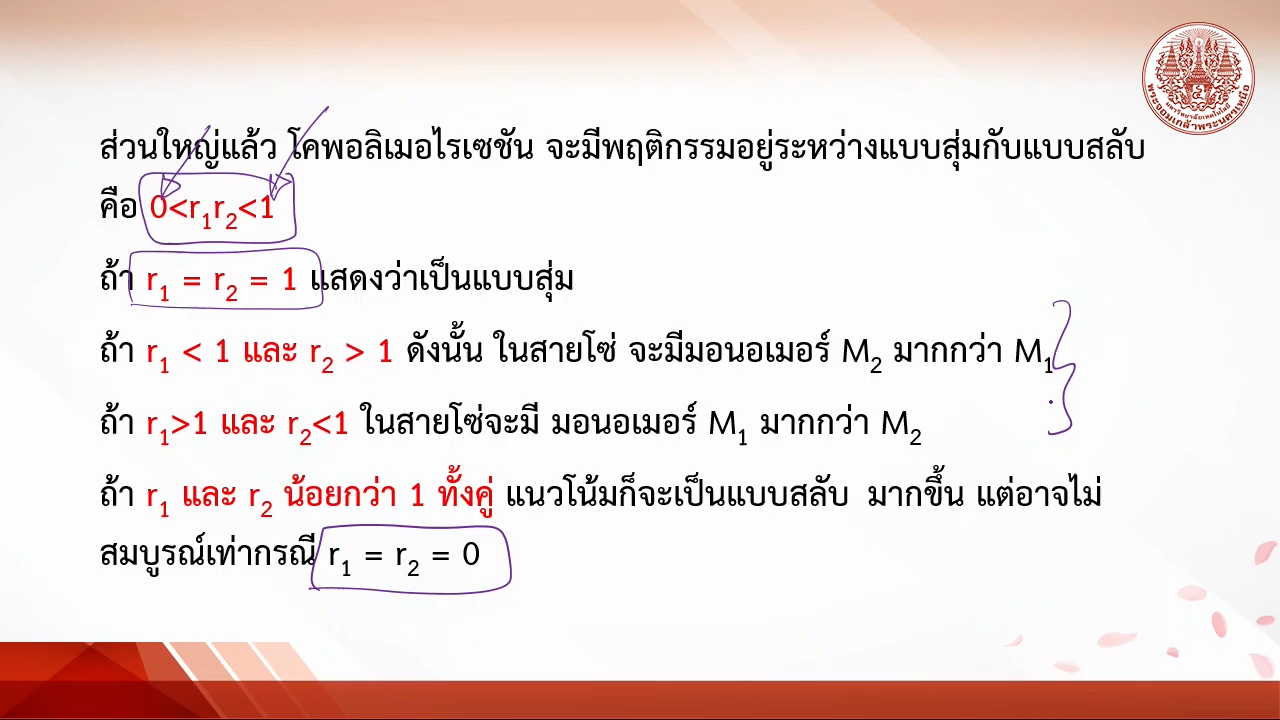 ส่วนใหญ่แล้ว โคพอลิเมอไรเซชัน จะมีพฤติกรรมอยู่ระหว่างแบบสุ่มกับแบบสลับ
คือ 0<r₁r₂<1
ถ้า r₁ = r₂ = 1 แสดงว่าเป็นแบบสุ่ม
ถ้า r₁ < 1 และ r₂ > 1 ดังนั้น ในสายโซ่ จะมีมอนอเมอร์ M₂ มากกว่า M₁
ถ้า r₁>1 และ r₂<1 ในสายโซ่จะมี มอนอเมอร์ M₁ มากกว่า M₂
ถ้า r₁ และ r₂ น้อยกว่า 1 ทั้งคู่ แนวโน้มก็จะเป็นแบบสลับ มากขึ้น แต่อาจไม่
สมบูรณ์เท่ากรณี r₁ = r₂ = 0